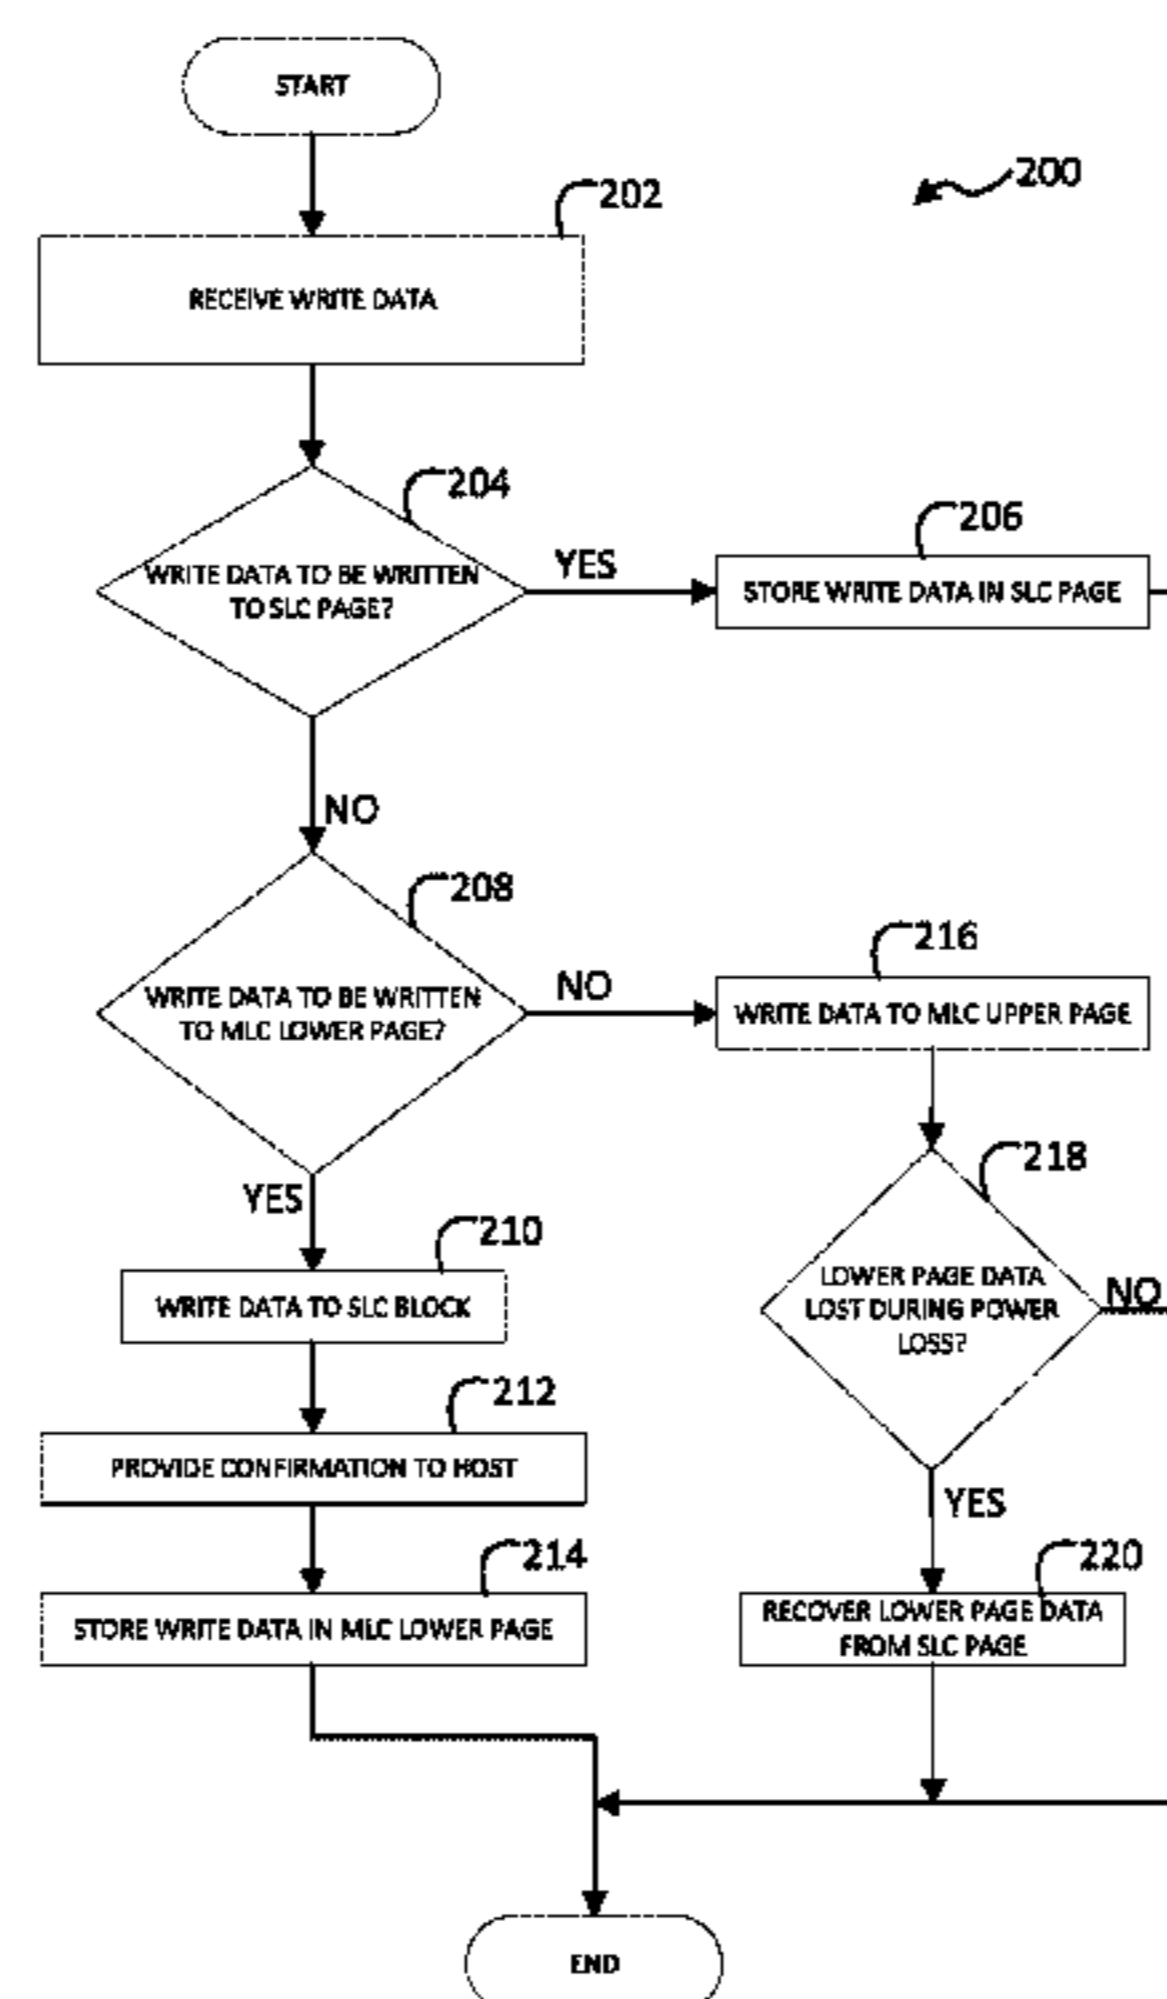 START
200
202
RECEIVE WRITE DATA
204
WRITE DATA TO BE WRITTEN
TO SLC PAGE?
YES
206
STORE WRITE DATA IN SLC PAGE
NO
208
WRITE DATA TO BE WRITTEN
TO MLC LOWER PAGE?
NO
216
WRITE DATA TO MLC UPPER PAGE
218
LOWER PAGE DATA
LOST DURING POWER
LOSS?
NO
YES
210
WRITE DATA TO SLC BLOCK
212
PROVIDE CONFIRMATION TO HOST
YES
214
STORE WRITE DATA IN MLC LOWER PAGE
220
RECOVER LOWER PAGE DATA
FROM SLC PAGE
END